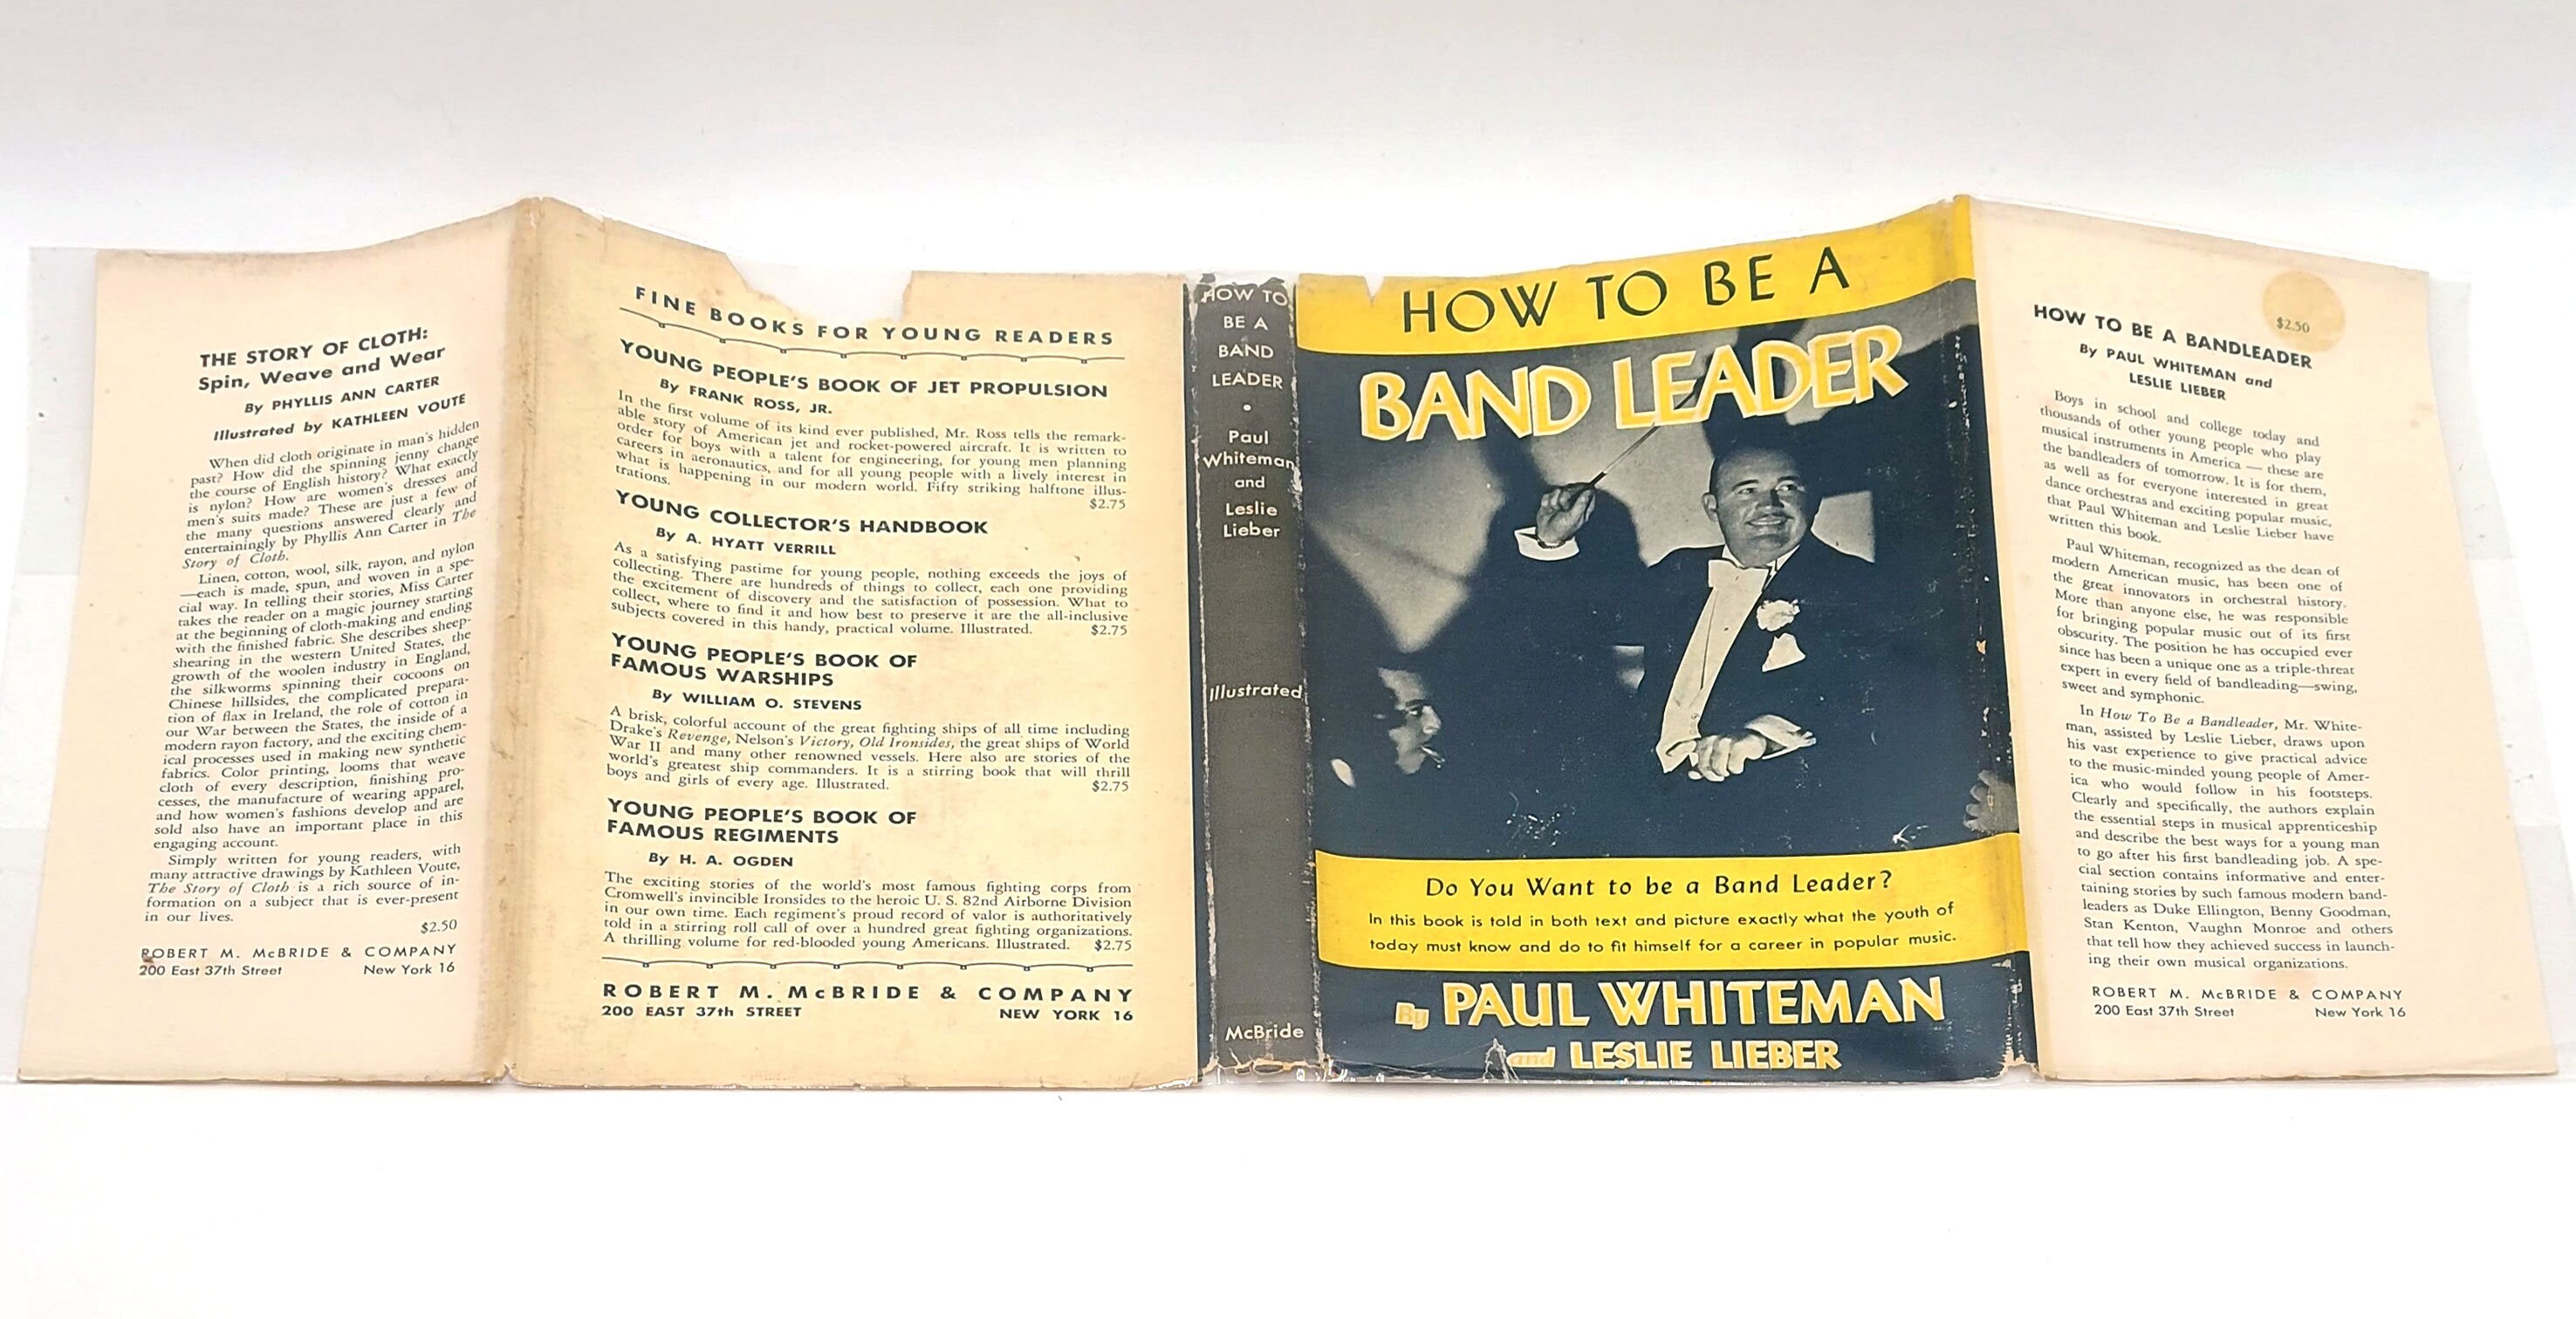 THE STORY OF CLOTH:
Spin, Weave and Wear
By PHYLLIS ANN CARTER
Illustrated by KATHLEEN VOUTE
When did cloth originate in man's hidden
past? How did the spinning jenny change
the course of English history? What exactly
is nylon? How are women's dresses and
men's suits made? These are just a few of
the many questions answered clearly and
entertainingly by Phyllis Ann Carter in The
Story of Cloth.
Linen, cotton, wool, silk, rayon, and nylon
—each is made, spun, and woven in a spe-
cial way. In telling their stories, Miss Carter
takes the reader on a magic journey starting
at the beginning of cloth-making and ending
with the finished fabric. She describes sheep-
shearing in the western United States, the
growth of the woolen industry in England,
the silkworms spinning their cocoons on
Chinese hillsides, the complicated prepara-
tion of flax in Ireland, the role of cotton in
our War between the States, the inside of a
modern rayon factory, and the exciting chem-
ical processes used in making new synthetic
fabrics. Color printing, looms that weave
cloth of every description, finishing pro-
cesses, the manufacture of wearing apparel,
and how women's fashions develop and are
sold also have an important place in this
engaging account.
Simply written for young readers, with
many attractive drawings by Kathleen Voute,
The Story of Cloth is a rich source of in-
formation on a subject that is ever-present
in our lives.
$2.50
ROBERT M. McBRIDE & COMPANY
200 East 37th Street New York 16
FINE BOOKS FOR YOUNG READERS
YOUNG PEOPLE'S BOOK OF JET PROPULSION
By FRANK ROSS, JR.
In the first volume of its kind ever published, Mr. Ross tells the remark-
able story of American jet and rocket-powered aircraft. It is written to
order for boys with a talent for engineering, for young men planning
careers in aeronautics, and for all young people with a lively interest in
what is happening in our modern world. Fifty striking halftone illus-
trations. $2.75
YOUNG COLLECTOR'S HANDBOOK
By A. HYATT VERRILL
As a satisfying pastime for young people, nothing exceeds the joys of
collecting. There are hundreds of things to collect, each one providing
the excitement of discovery and the satisfaction of possession. What to
collect, where to find it and how best to preserve it are the all-inclusive
subjects covered in this handy, practical volume. Illustrated. $2.75
YOUNG PEOPLE'S BOOK OF
FAMOUS WARSHIPS
By WILLIAM O. STEVENS
A brisk, colorful account of the great fighting ships of all time including
Drake's Revenge, Nelson's Victory, Old Ironsides, the great ships of World
War II and many other renowned vessels. Here also are stories of the
world's greatest ship commanders. It is a stirring book that will thrill
boys and girls of every age. Illustrated. $2.75
YOUNG PEOPLE'S BOOK OF
FAMOUS REGIMENTS
By H. A. OGDEN
The exciting stories of the world's most famous fighting corps from
Cromwell's invincible Ironsides to the heroic U. S. 82nd Airborne Division
in our own time. Each regiment's proud record of valor is authoritatively
told in a stirring roll call of over a hundred great fighting organizations.
A thrilling volume for red-blooded young Americans. Illustrated. $2.75
ROBERT M. McBRIDE & COMPANY
200 EAST 37th STREET NEW YORK 16
HOW TO
BE A
BAND
LEADER
•
Paul
Whiteman
and
Leslie
Lieber
Illustrated
McBride
HOW TO BE A
BAND LEADER
Do You Want to be a Band Leader?
In this book is told in both text and picture exactly what the youth of
today must know and do to fit himself for a career in popular music.
By PAUL WHITEMAN
and LESLIE LIEBER
$2.50
HOW TO BE A BANDLEADER
By PAUL WHITEMAN and
LESLIE LIEBER
Boys in school and college today and
thousands of other young people who play
musical instruments in America — these are
the bandleaders of tomorrow. It is for them,
as well as for everyone interested in great
dance orchestras and exciting popular music,
that Paul Whiteman and Leslie Lieber have
written this book.
Paul Whiteman, recognized as the dean of
modern American music, has been one of
the great innovators in orchestral history.
More than anyone else, he was responsible
for bringing popular music out of its first
obscurity. The position he has occupied ever
since has been a unique one as a triple-threat
expert in every field of bandleading—swing,
sweet and symphonic.
In How To Be a Bandleader, Mr. White-
man, assisted by Leslie Lieber, draws upon
his vast experience to give practical advice
to the music-minded young people of Amer-
ica who would follow in his footsteps.
Clearly and specifically, the authors explain
the essential steps in musical apprenticeship
and describe the best ways for a young man
to go after his first bandleading job. A spe-
cial section contains informative and enter-
taining stories by such famous modern band-
leaders as Duke Ellington, Benny Goodman,
Stan Kenton, Vaughn Monroe and others
that tell how they achieved success in launch-
ing their own musical organizations.
ROBERT M. McBRIDE & COMPANY
200 East 37th Street New York 16